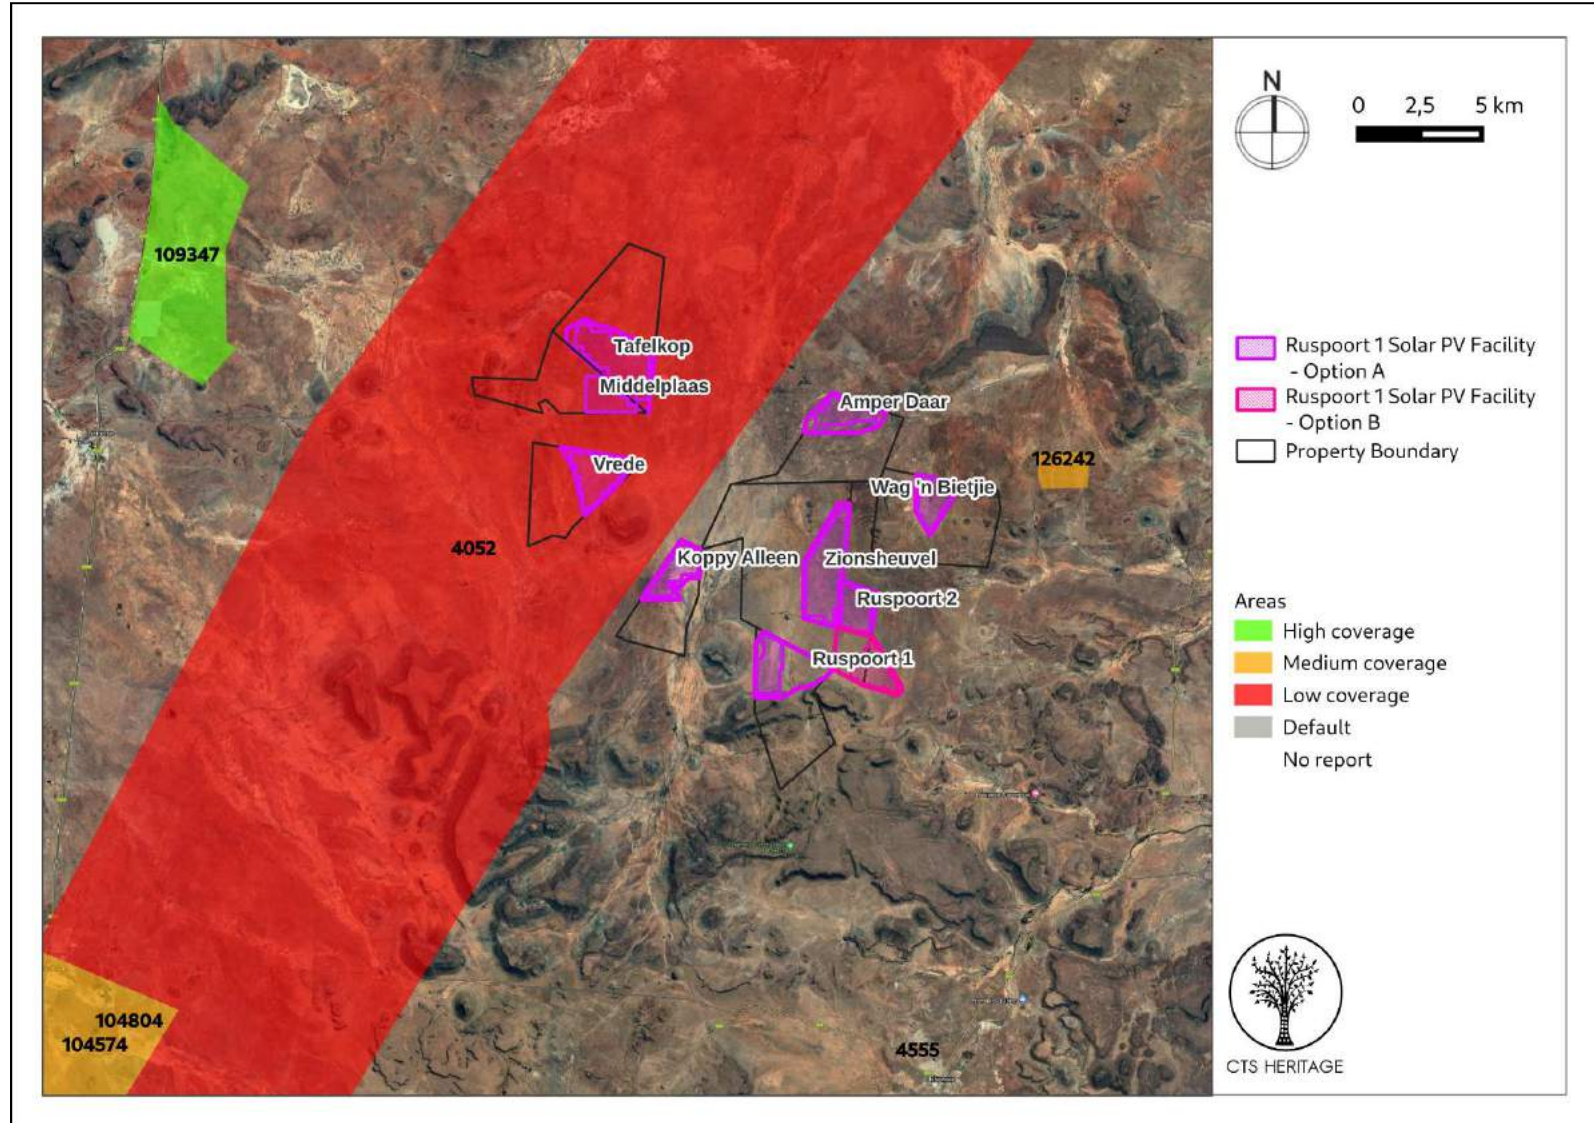 109347
Tafelkop
Middelplaas
Amper Daar
Vrede
126242
Wag 'n Bietjie
4052
Koppy Alleen
Zionsheuvel
Ruspoort 2
Ruspoort 1
104804
104574
4555
N
0 2,5 5 km
Ruspoort 1 Solar PV Facility
- Option A
Ruspoort 1 Solar PV Facility
- Option B
Property Boundary
Areas
High coverage
Medium coverage
Low coverage
Default
No report
CTS HERITAGE